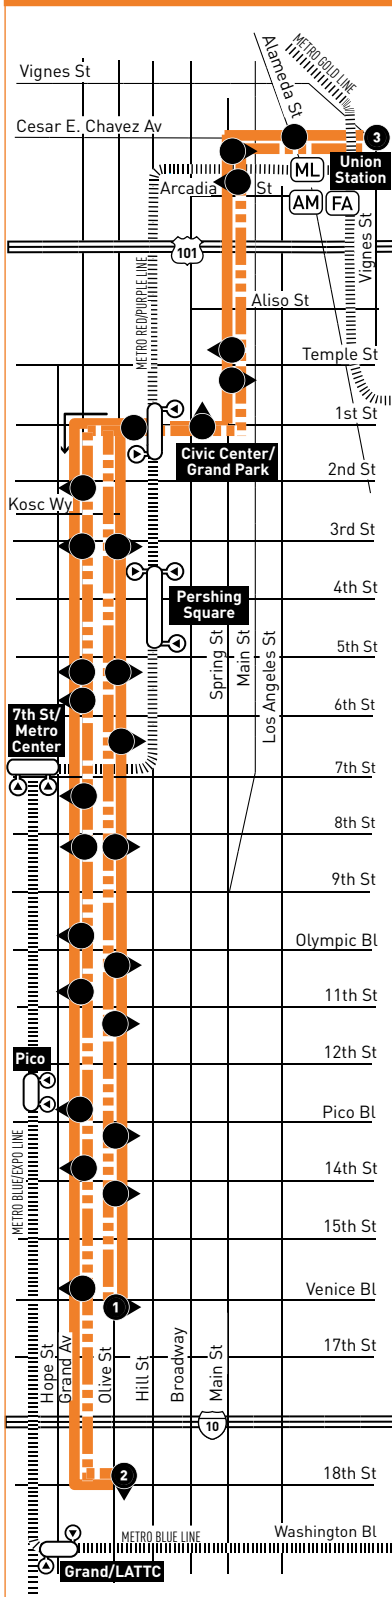 METRO GOLD LINE
Alameda St
Vignes St
Cesar E. Chavez Av
3
Union
Station
ML
Arcadia St
AM
FA
Vignes St
101
METRO RED/PURPLE LINE
Aliso St
Temple St
1st St
Civic Center/
Grand Park
2nd St
Kosc Wy
3rd St
4th St
Pershing
Square
Spring St
Main St
Los Angeles St
5th St
6th St
7th St/
Metro
Center
7th St
8th St
9th St
Olympic Bl
11th St
12th St
Pico
Pico Bl
METRO BLUE/EXPO LINE
14th St
15th St
Venice Bl
1
Hope St
Grand Av
Olive St
Hill St
Broadway
Main St
17th St
10
2
18th St
METRO BLUE LINE
Washington Bl
Grand/LATTC